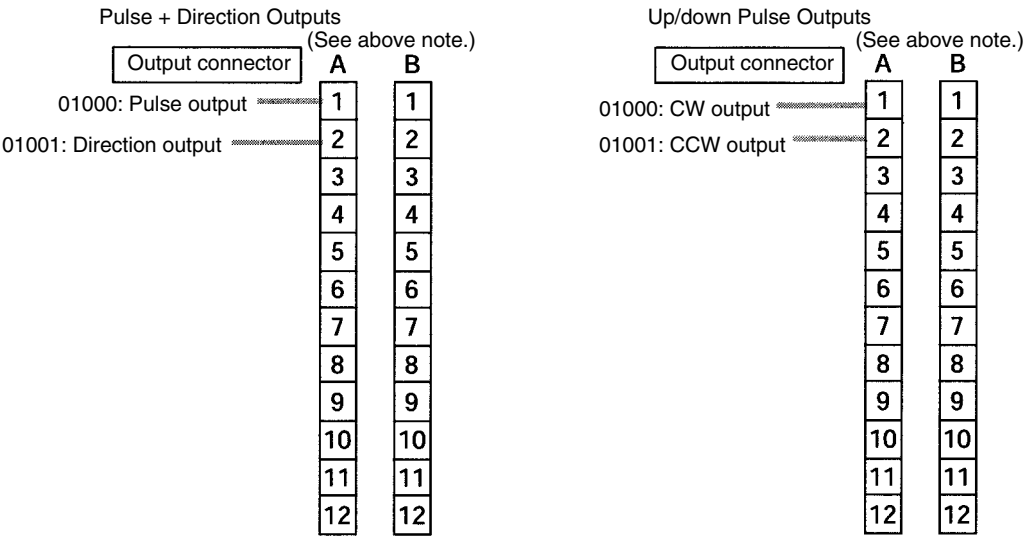 Pulse + Direction Outputs
(See above note.)
Output connector A B
01000: Pulse output 1 1
01001: Direction output 2 2
3 3
4 4
5 5
6 6
7 7
8 8
9 9
10 10
11 11
12 12
Up/down Pulse Outputs
(See above note.)
Output connector A B
01000: CW output 1 1
01001: CCW output 2 2
3 3
4 4
5 5
6 6
7 7
8 8
9 9
10 10
11 11
12 12